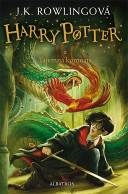 J.K. ROWLINGOVÁ
HARRY POTTER
a
Tajemná komnata
ALBATROS